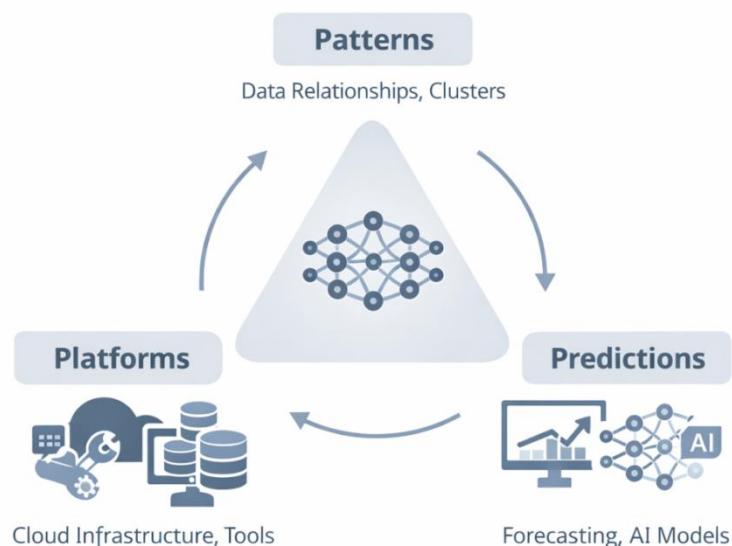 Patterns
Data Relationships, Clusters
Platforms
Predictions
AI
Cloud Infrastructure, Tools
Forecasting, AI Models